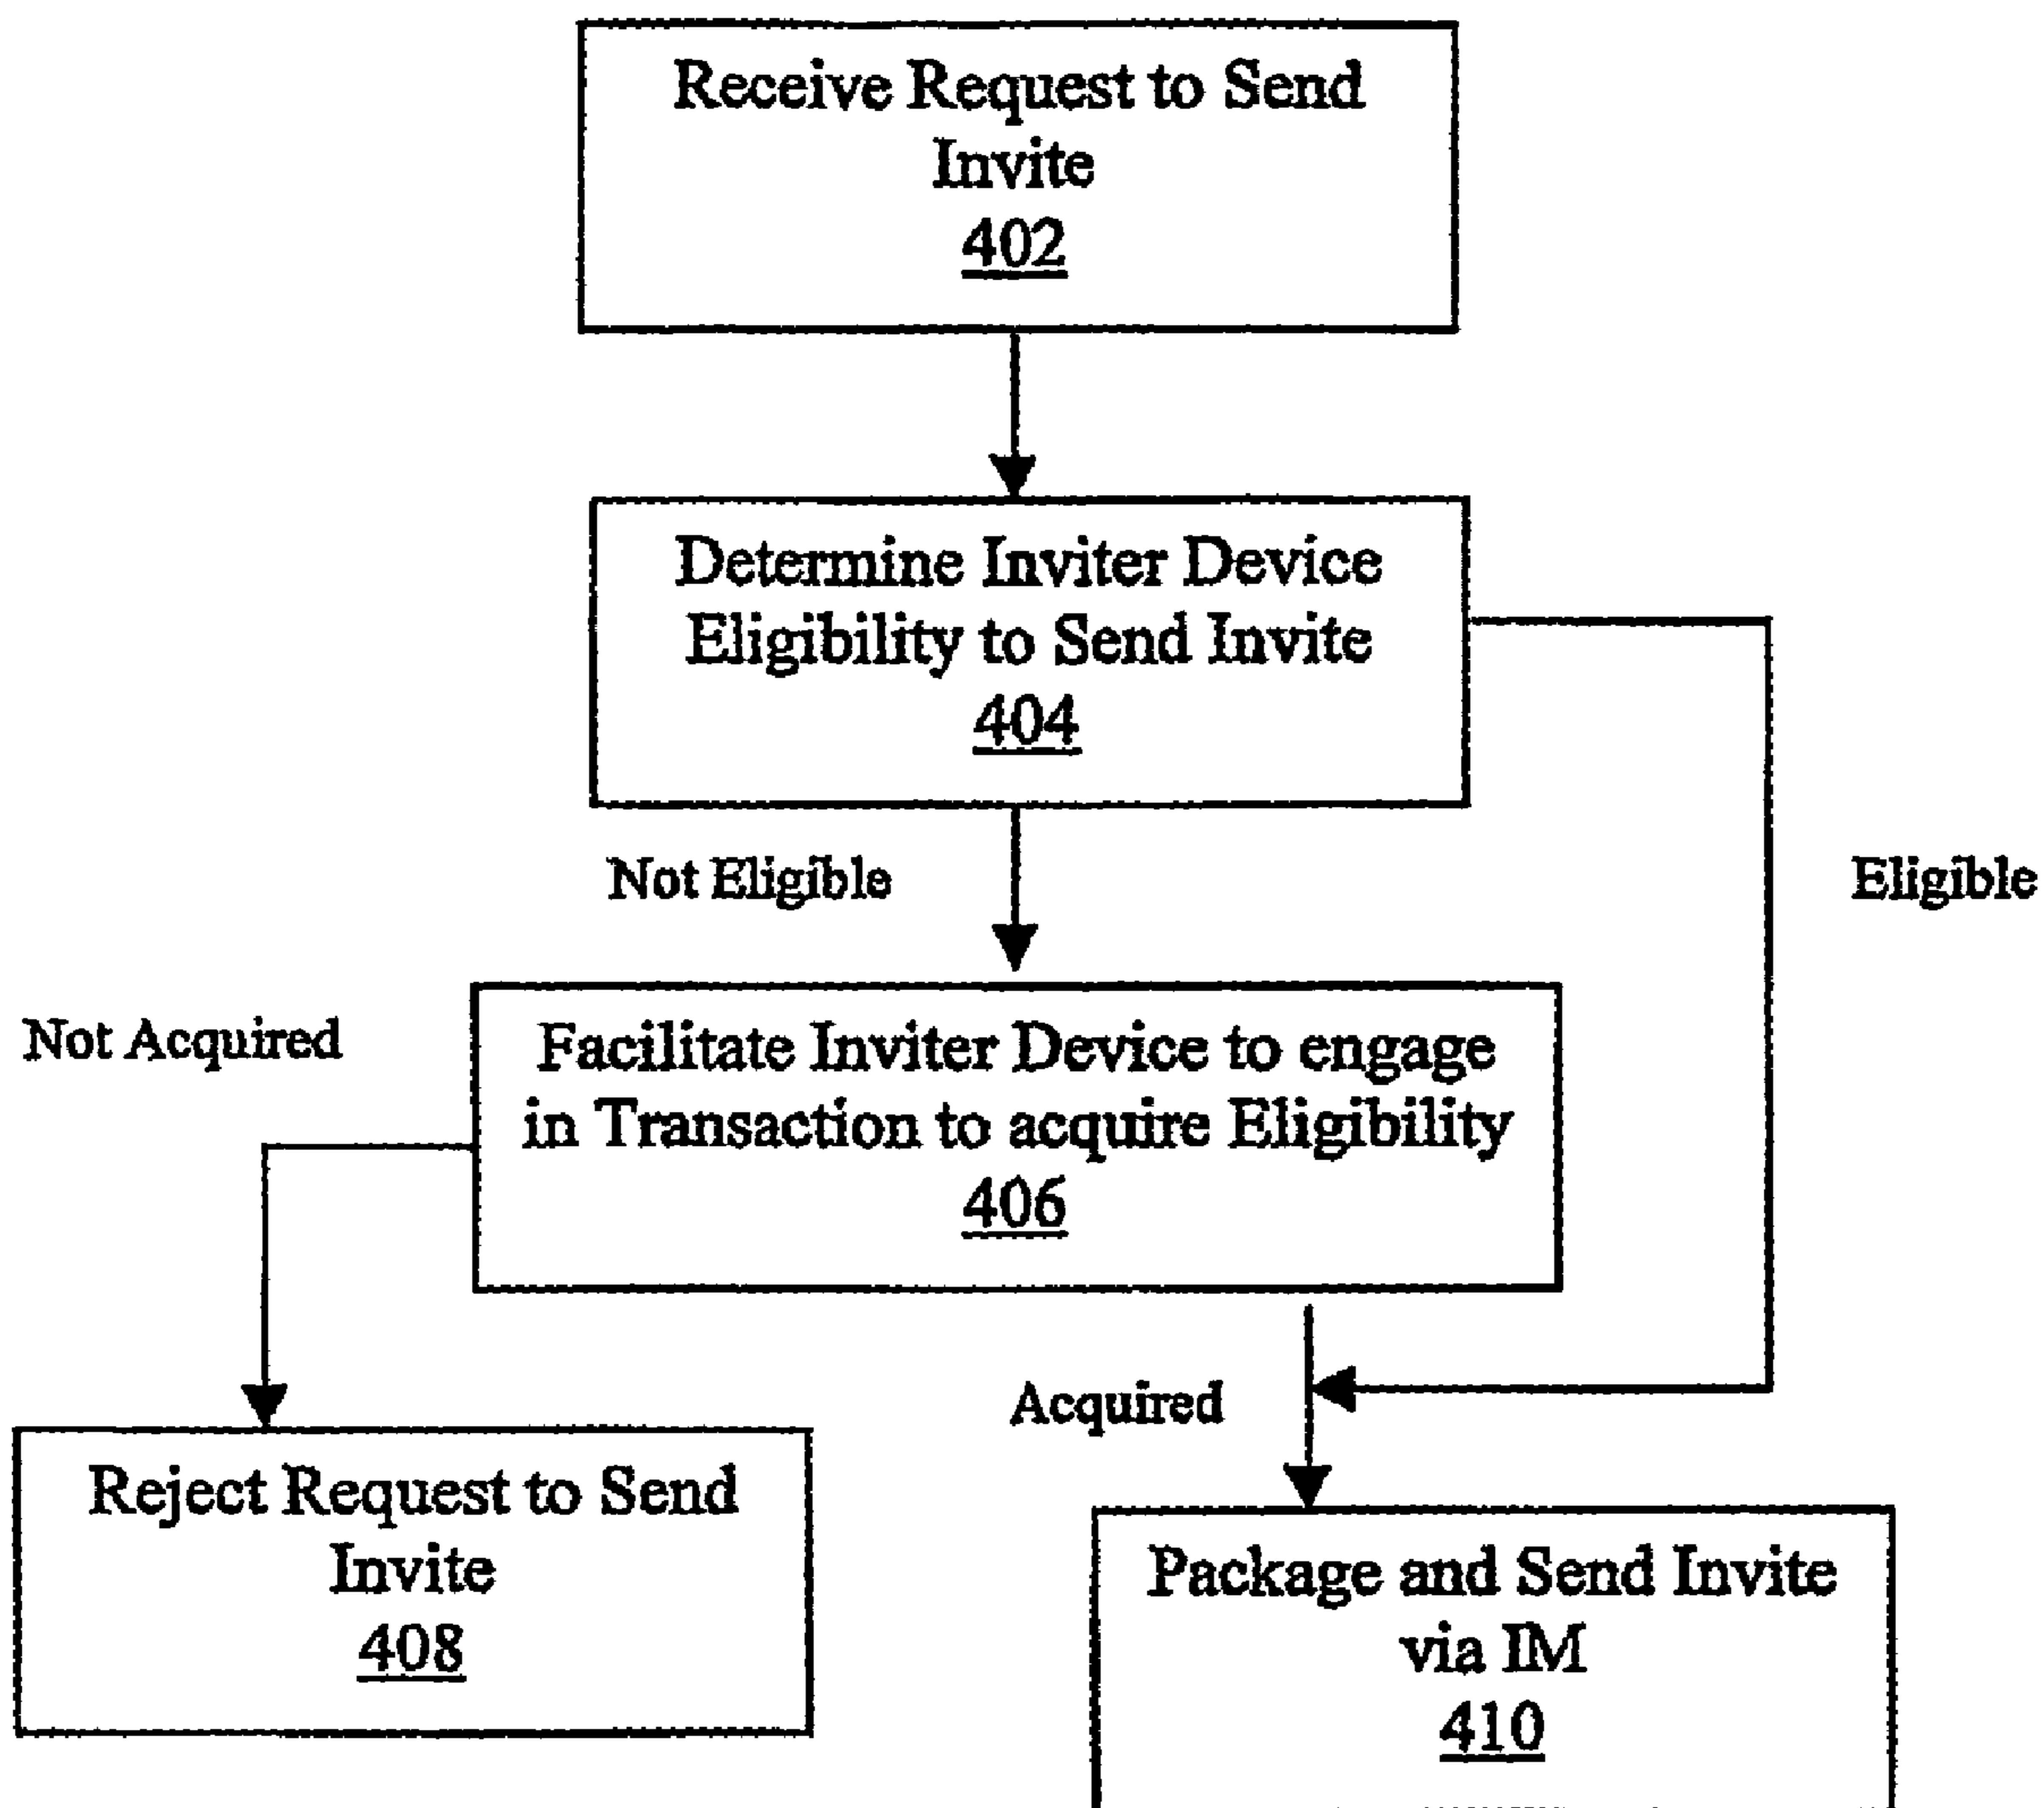 Receive Request to Send
Invite
402
Determine Inviter Device
Eligibility to Send Invite
404
Not Eligible
Eligible
Not Acquired
Facilitate Inviter Device to engage
in Transaction to acquire Eligibility
406
Acquired
Reject Request to Send
Invite
408
Package and Send Invite
via IM
410